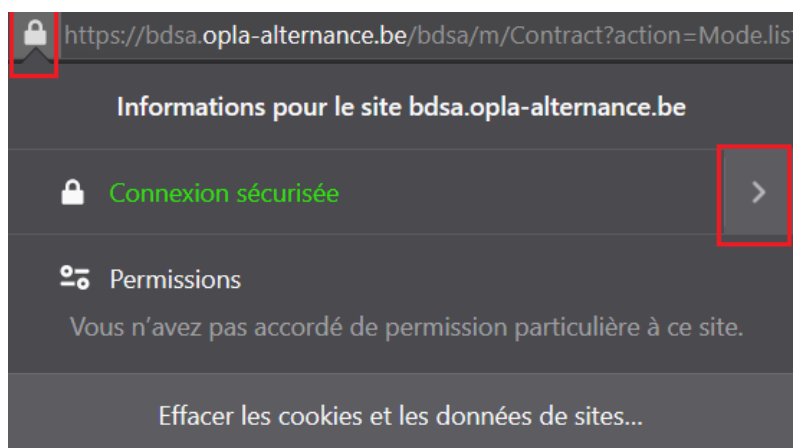 https://bdsa.opla-alternance.be/bdsa/m/Contract?action=Mode.lis
Informations pour le site bdsa.opla-alternance.be
Connexion sécurisée
Permissions
Vous n’avez pas accordé de permission particulière à ce site.
Effacer les cookies et les données de sites...